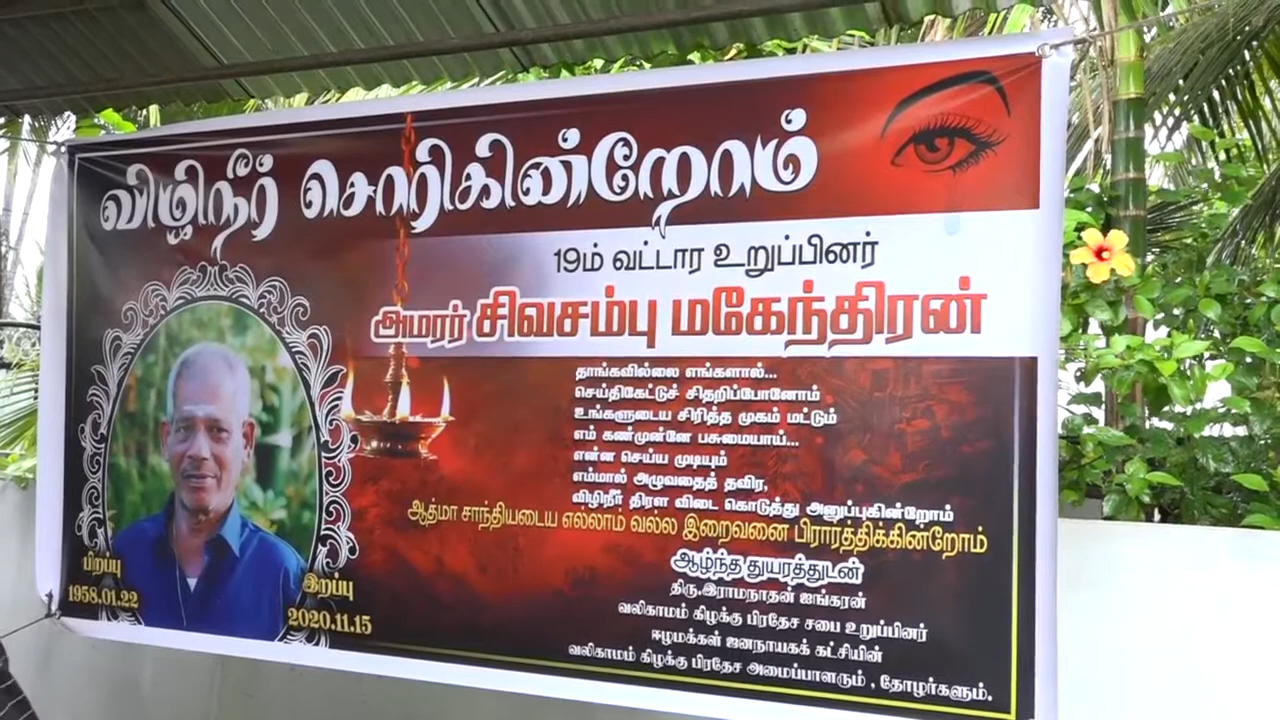 விழிநீர் சொரிகின்றோம்
19ம் வட்டார உறுப்பினர்
அமரர் சிவசம்பு மகேந்திரன்
தாங்கவில்லை எங்களால்...
செய்திகேட்டுச் சிதறிப்போனோம்
உங்களுடைய சிரித்த முகம் மட்டும்
எம் கண்முன்னே பசுமையாய்...
என்ன செய்ய முடியும்
எம்மால் அழுவதைத் தவிர,
விழிநீர் திரள விடை கொடுத்து அனுப்புகின்றோம்
ஆத்மா சாந்தியடைய எல்லாம் வல்ல இறைவனை பிரார்த்திக்கின்றோம்
ஆழ்ந்த துயரத்துடன்
திரு.இராமநாதன் ஐங்கரன்
வலிகாமம் கிழக்கு பிரதேச சபை உறுப்பினர்
ஈழமக்கள் ஜனநாயகக் கட்சியின்
வலிகாமம் கிழக்கு பிரதேச அமைப்பாளரும் , தோழர்களும்.
பிறப்பு
1958.01.22
இறப்பு
2020.11.15